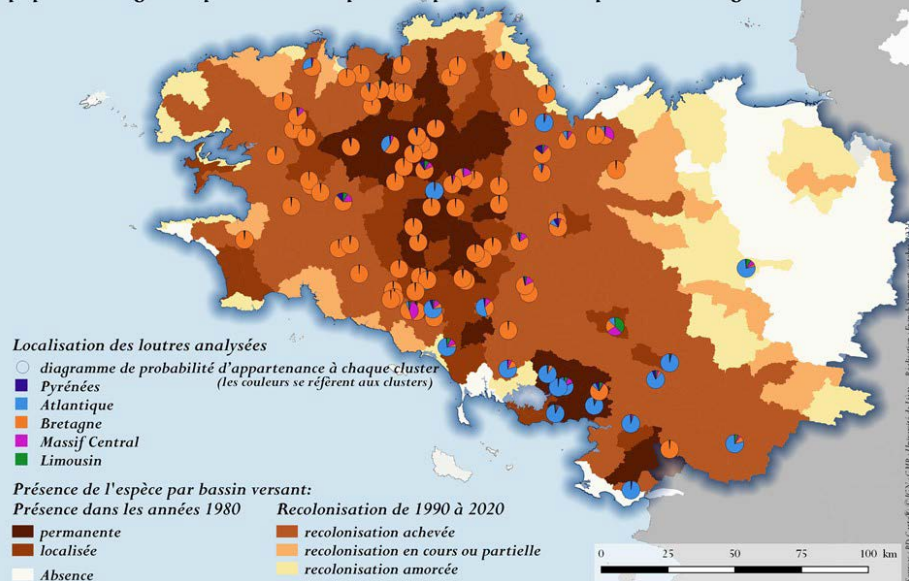 Localisation des loutres analysées
diagramme de probabilité d'appartenance à chaque cluster
(les couleurs se réfèrent aux clusters)
Pyrénées
Atlantique
Bretagne
Massif Central
Limousin
Présence de l'espèce par bassin versant:
Présence dans les années 1980
permanente
localisée
Absence
Recolonisation de 1990 à 2020
recolonisation achevée
recolonisation en cours ou partielle
recolonisation amorcée
0 25 50 75 100 km